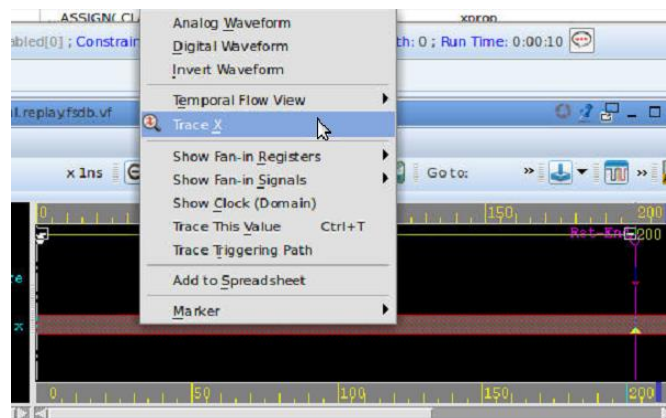 ASSIGN( CL
xprop
Analog Waveform
abled[0] ; Constrain
th: 0 ; Run Time: 0:00:10
Digital Waveform
Invert Waveform
l.replay.fsdb.vf
Temporal Flow View
Trace X
x 1ns
Show Fan-in Registers
Go to:
»
»
Show Fan-in Signals
Show Clock (Domain)
Trace This Value Ctrl+T
0 150 200
Trace Triggering Path
200
Add to Spreadsheet
e
Marker
x
0 50 100 150 200